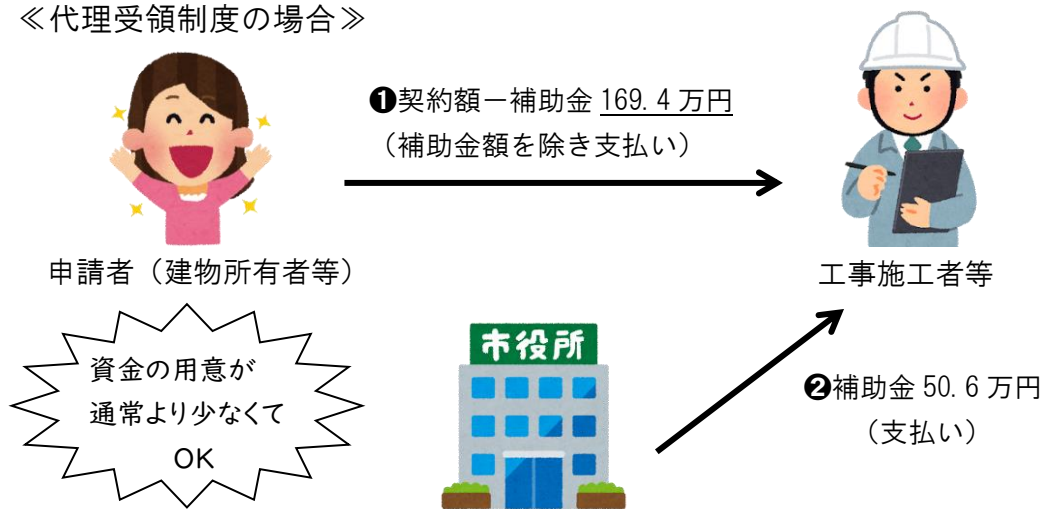 ≪代理受領制度の場合≫
❶契約額－補助金 169.4 万円
（補助金額を除き支払い）
申請者（建物所有者等）
工事施工者等
資金の用意が
通常より少なくて
OK
市役所
❷補助金 50.6 万円
（支払い）